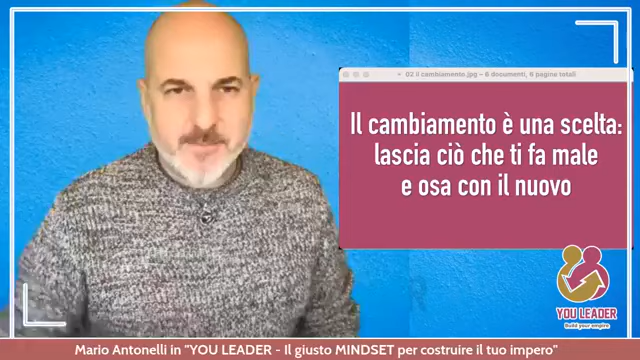 02 il cambiamento.jpg – 6 documenti, 6 pagine totali
Il cambiamento è una scelta:
lascia ciò che ti fa male
e osa con il nuovo
YOU LEADER
Build your empire
Mario Antonelli in "YOU LEADER - Il giusto MINDSET per costruire il tuo impero"